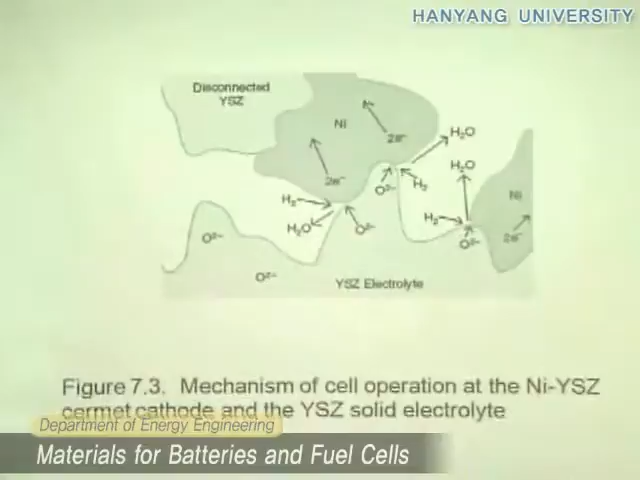 HANYANG UNIVERSITY
Disconnected
YSZ
Ni
2e⁻
H₂O
H₂O
2e⁻
O²⁻
H₂
Ni
H₂
H₂
H₂O
O²⁻
O²⁻
O²⁻
2e⁻
O²⁻
YSZ Electrolyte
Figure 7.3. Mechanism of cell operation at the Ni-YSZ
cermet cathode and the YSZ solid electrolyte
Department of Energy Engineering
Materials for Batteries and Fuel Cells